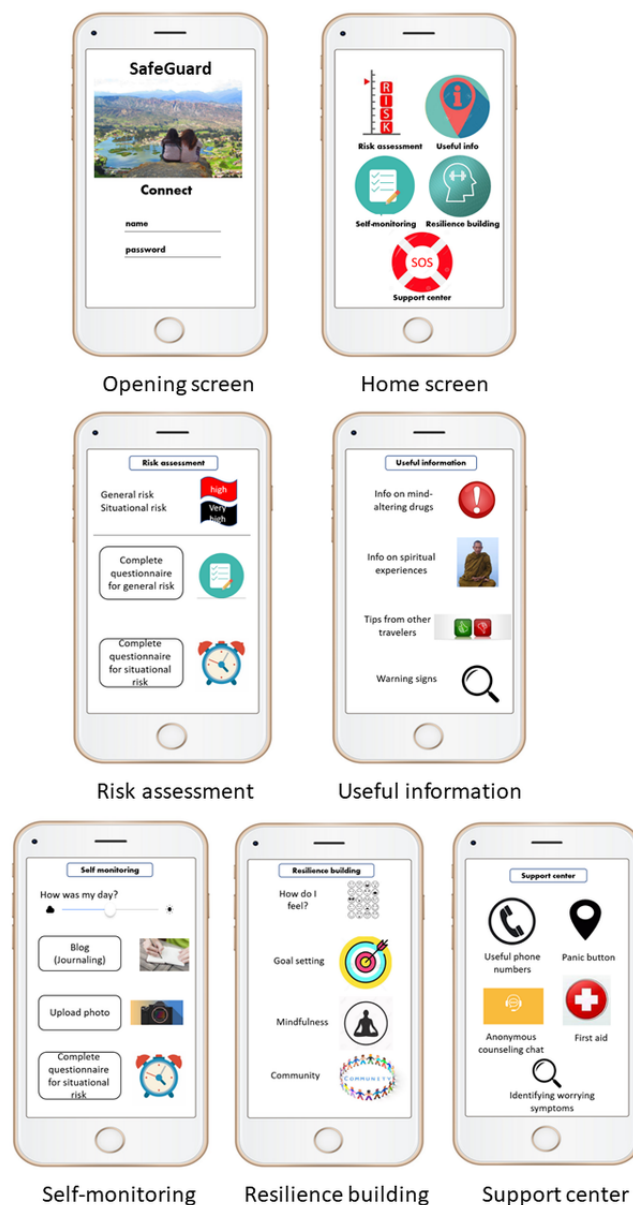 SafeGuard
Connect
name
password
Opening screen
RISK
Risk assessment
Useful info
Self-monitoring
Resilience building
SOS
Support center
Home screen
Risk assessment
General risk
Situational risk
high
Very
high
Complete
questionnaire
for general risk
Complete
questionnaire
for situational
risk
Risk assessment
Useful information
Info on mind-
altering drugs
Info on spiritual
experiences
Tips from other
travelers
Warning signs
Useful information
Self monitoring
How was my day?
Blog
(Journaling)
Upload photo
Complete
questionnaire
for situational
risk
Self-monitoring
Resilience building
How do I
feel?
Goal setting
Mindfulness
Community
COMMUNITY
Resilience building
Support center
Useful phone
numbers
Panic button
Anonymous
counseling chat
First aid
Identifying worrying
symptoms
Support center